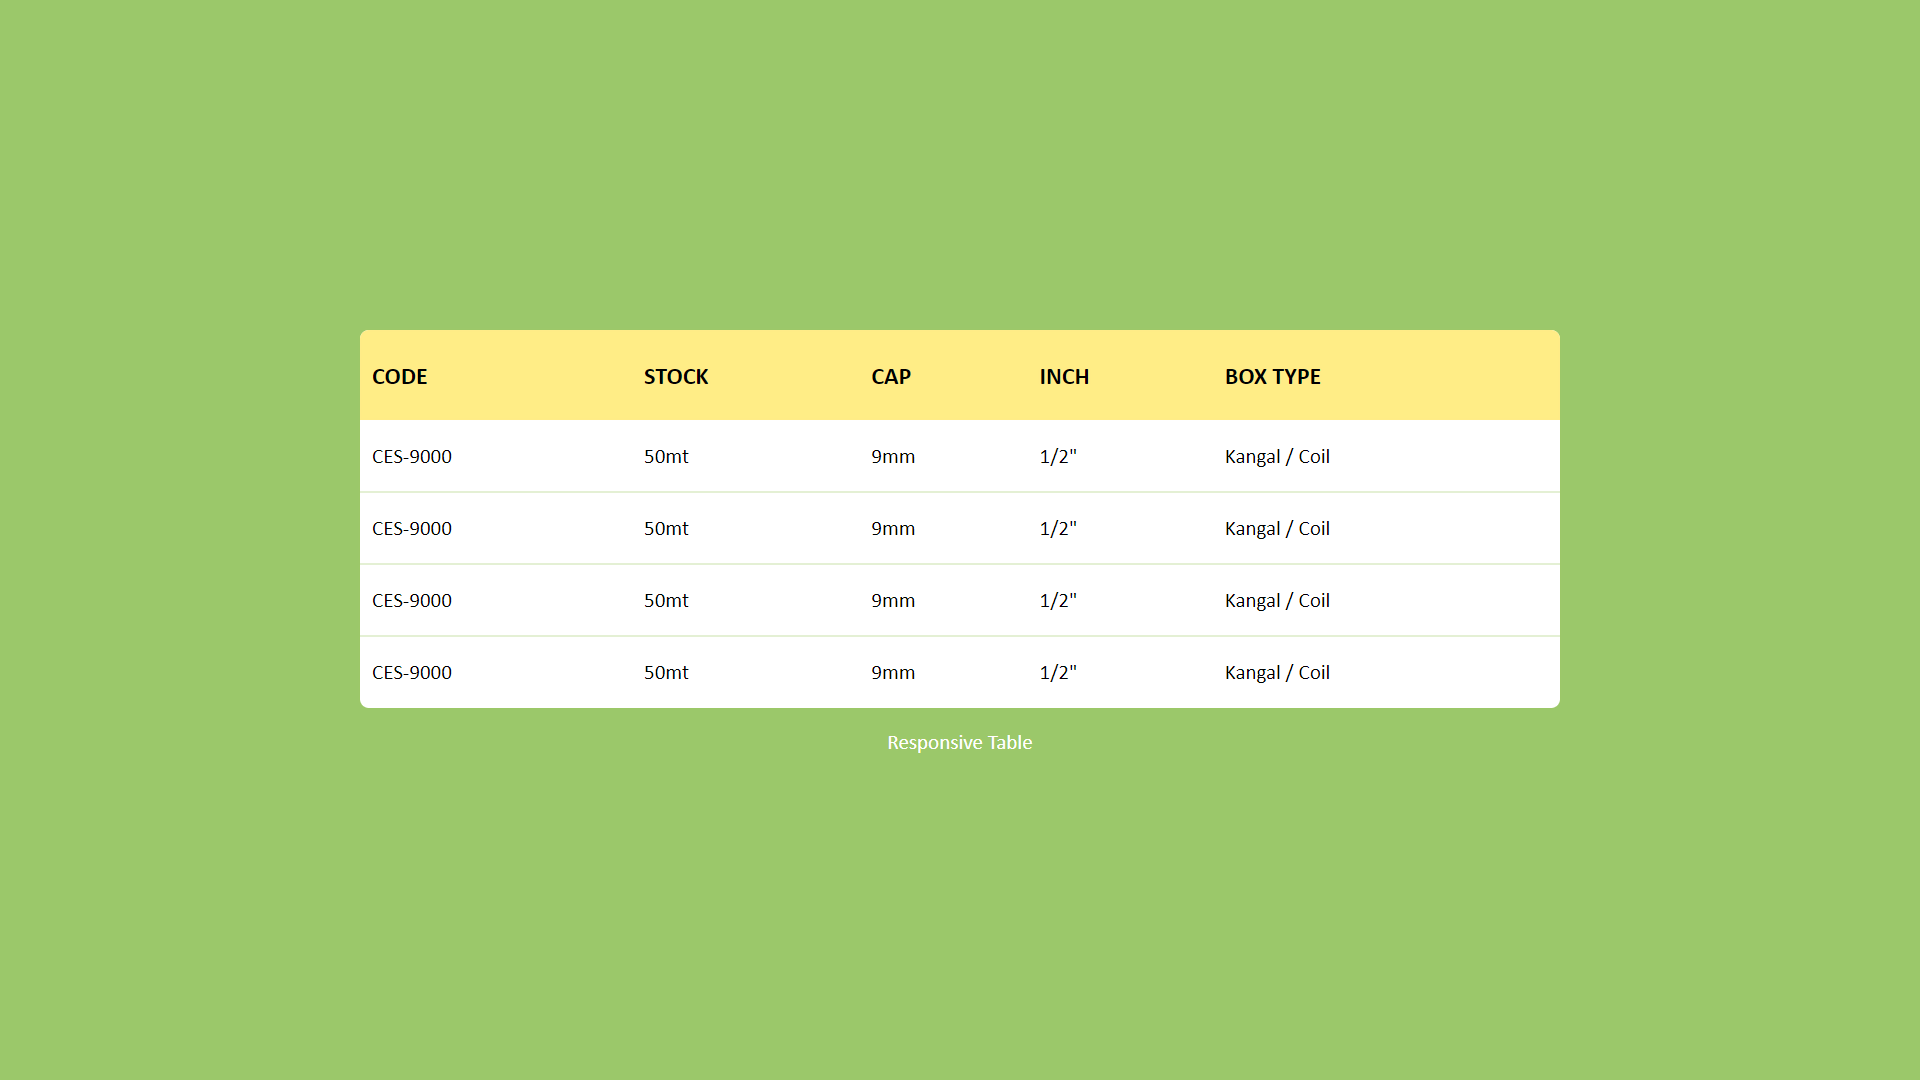 CODE STOCK CAP INCH BOX TYPE
CES-9000 50mt 9mm 1/2" Kangal / Coil
CES-9000 50mt 9mm 1/2" Kangal / Coil
CES-9000 50mt 9mm 1/2" Kangal / Coil
CES-9000 50mt 9mm 1/2" Kangal / Coil
Responsive Table